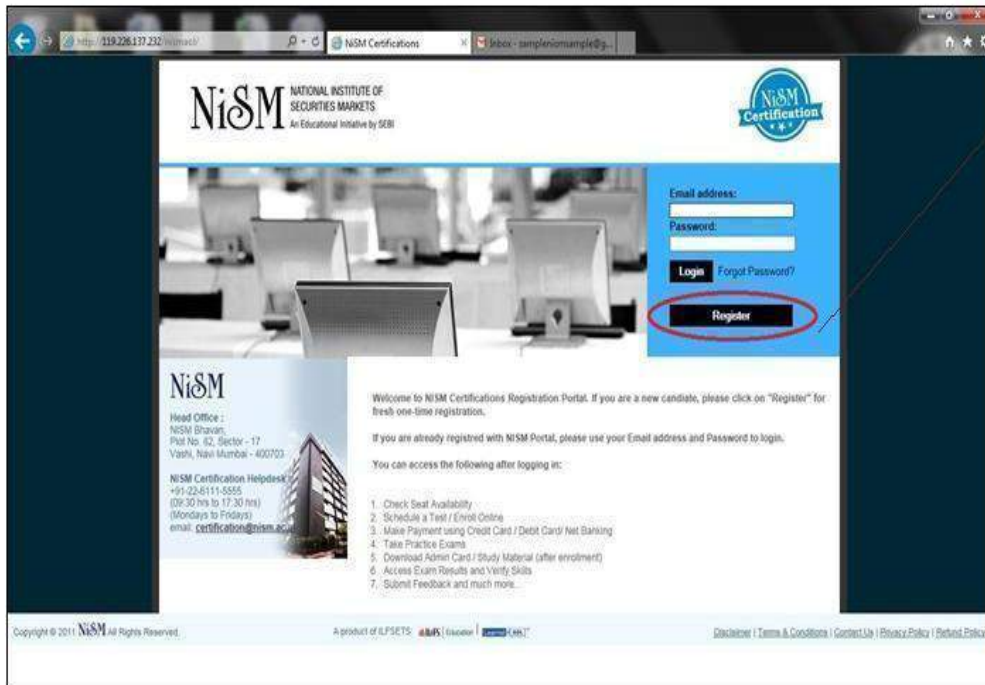 http://119.226.137.232/nismact/
NiSM Certifications
Inbox - sampleniomsample@g...
NiSM
NATIONAL INSTITUTE OF
SECURITIES MARKETS
An Educational Initiative by SEBI
NiSM
Certification
Email address:
Password:
Login Forgot Password?
Register
NiSM
Head Office :
NISM Bhavan,
Plot No. 82, Sector - 17
Vashi, Navi Mumbai - 400703
NISM Certification Helpdesk
+91-22-6111-5555
(09:30 hrs to 17:30 hrs)
(Mondays to Fridays)
email: certification@nism.ac
Welcome to NISM Certifications Registration Portal. If you are a new candiate, please click on "Register" for
fresh one-time registration.
If you are already registred with NISM Portal, please use your Email address and Password to login.
You can access the following after logging in:
1. Check Seat Availability
2. Schedule a Test / Enroll Online
3. Make Payment using Credit Card / Debit Card/ Net Banking
4. Take Practice Exams
5. Download Admin Card / Study Material (after enrollment)
6. Access Exam Results and Verify Skills
7. Submit Feedback and much more...
Copyright © 2011 NiSM All Rights Reserved.
A product of ILFSETS: IL&FS | Education |
Disclaimer | Terms & Conditions | Contact Us | Privacy Policy | Refund Policy